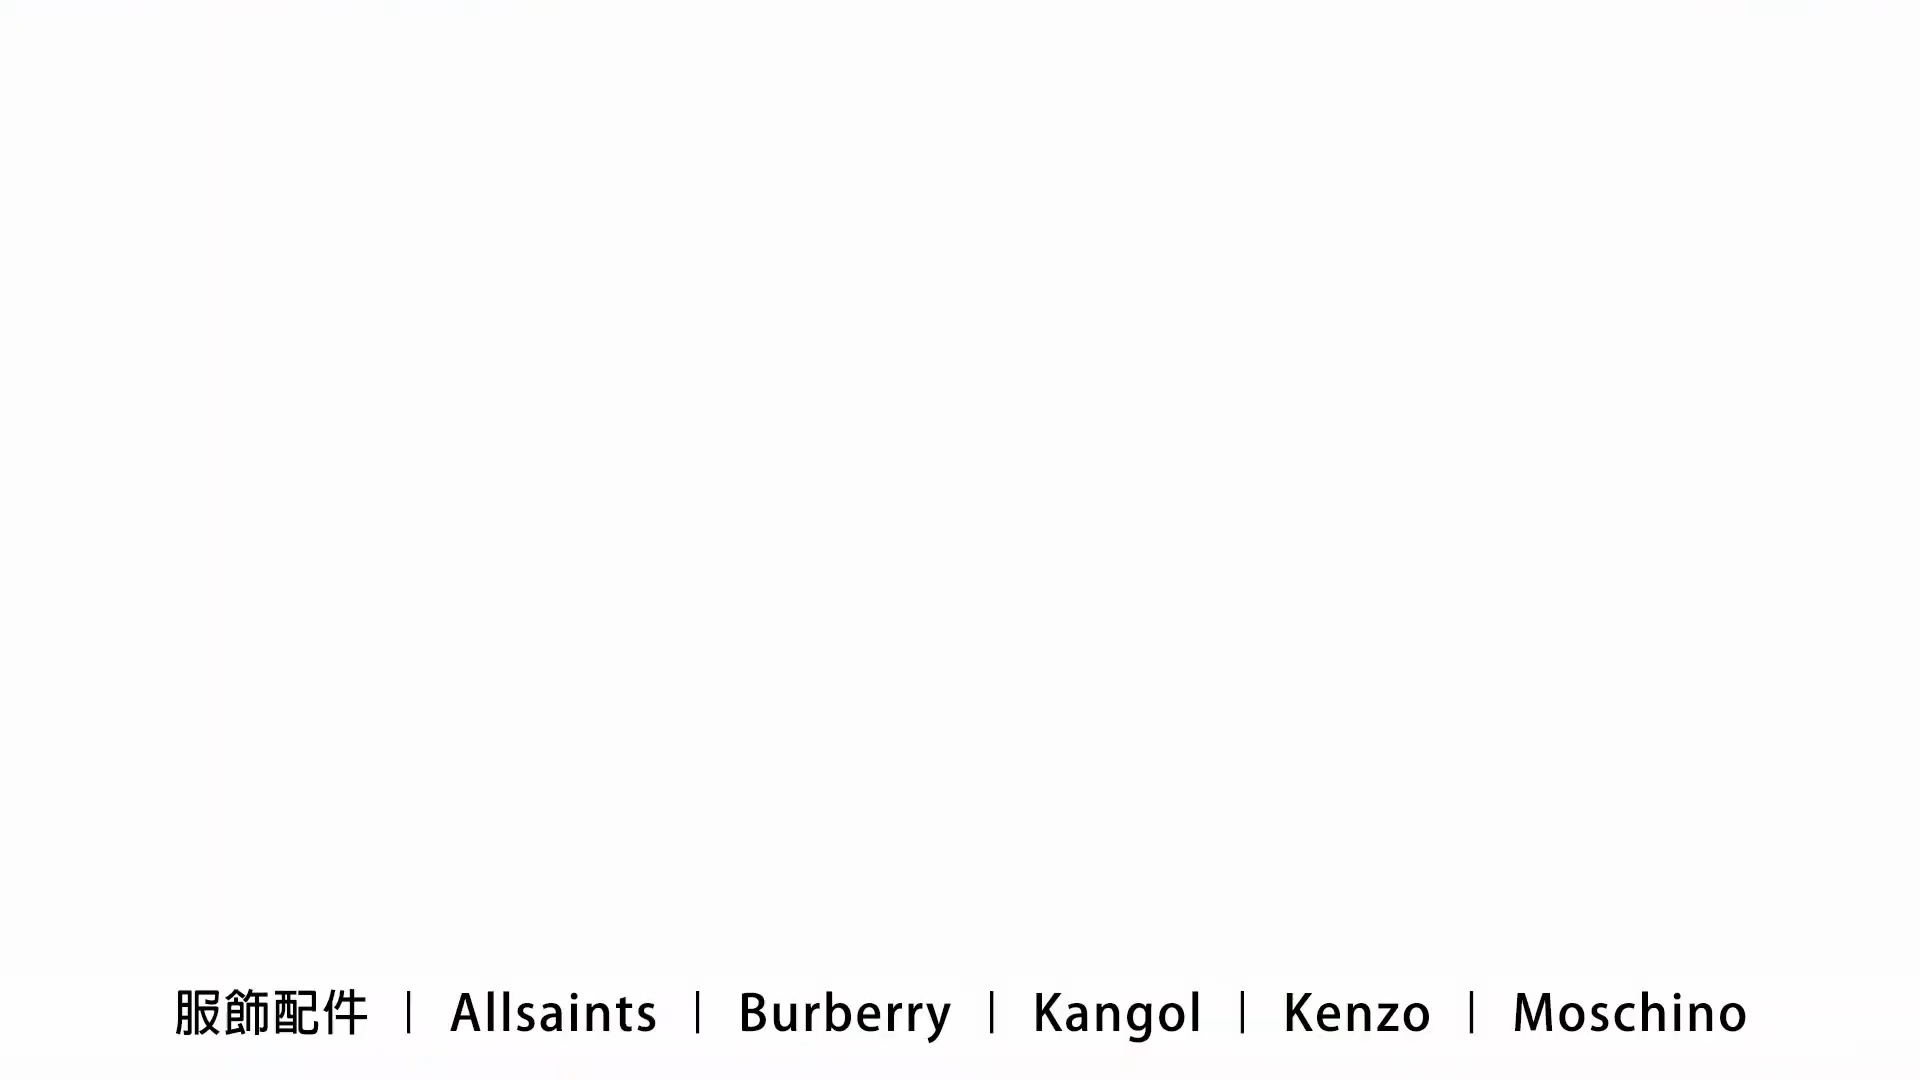 服飾配件 | Allsaints | Burberry | Kangol | Kenzo | Moschino